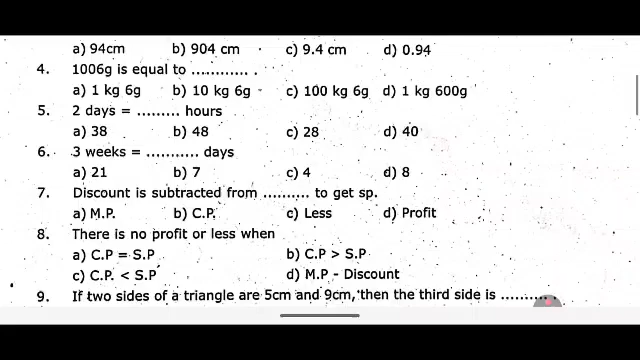 a) 94cm b) 904 cm c) 9.4 cm d) 0.94
4. 1006g is equal to ............ .
a) 1 kg 6g b) 10 kg 6g c) 100 kg 6g d) 1 kg 600g
5. 2 days = ......... hours
a) 38 b) 48 c) 28 d) 40
6. 3 weeks = ........... days
a) 21 b) 7 c) 4 d) 8
7. Discount is subtracted from .......... to get sp.
a) M.P. b) C.P. c) Less d) Profit
8. There is no profit or less when
a) C.P = S.P b) C.P > S.P
c) C.P. < S.P d) M.P - Discount
9. If two sides of a triangle are 5cm and 9cm, then the third side is ...........